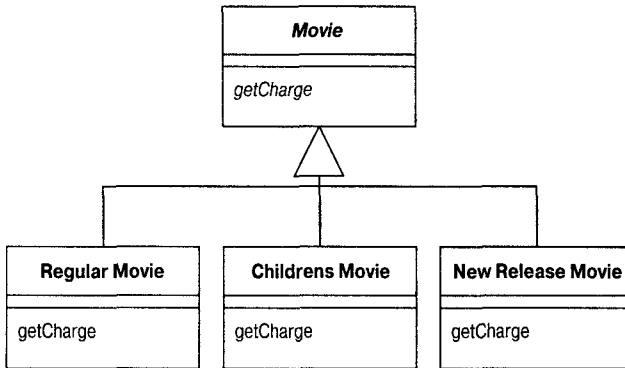 Movie
getCharge
Regular Movie
Childrens Movie
New Release Movie
getCharge
getCharge
getCharge